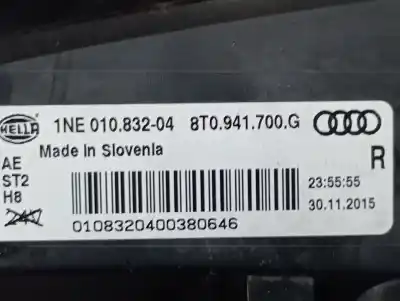 HELLA
1NE 010.832-04 8T0.941.700.G
Made in Slovenia
AE
ST2
H8
24V
R
23:55:55
30.11.2015
0108320400380646